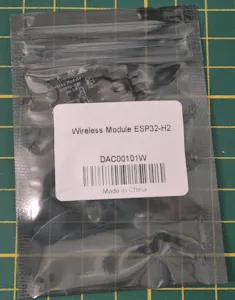 Wireless Module ESP32-H2
DAC00101W
Made in China